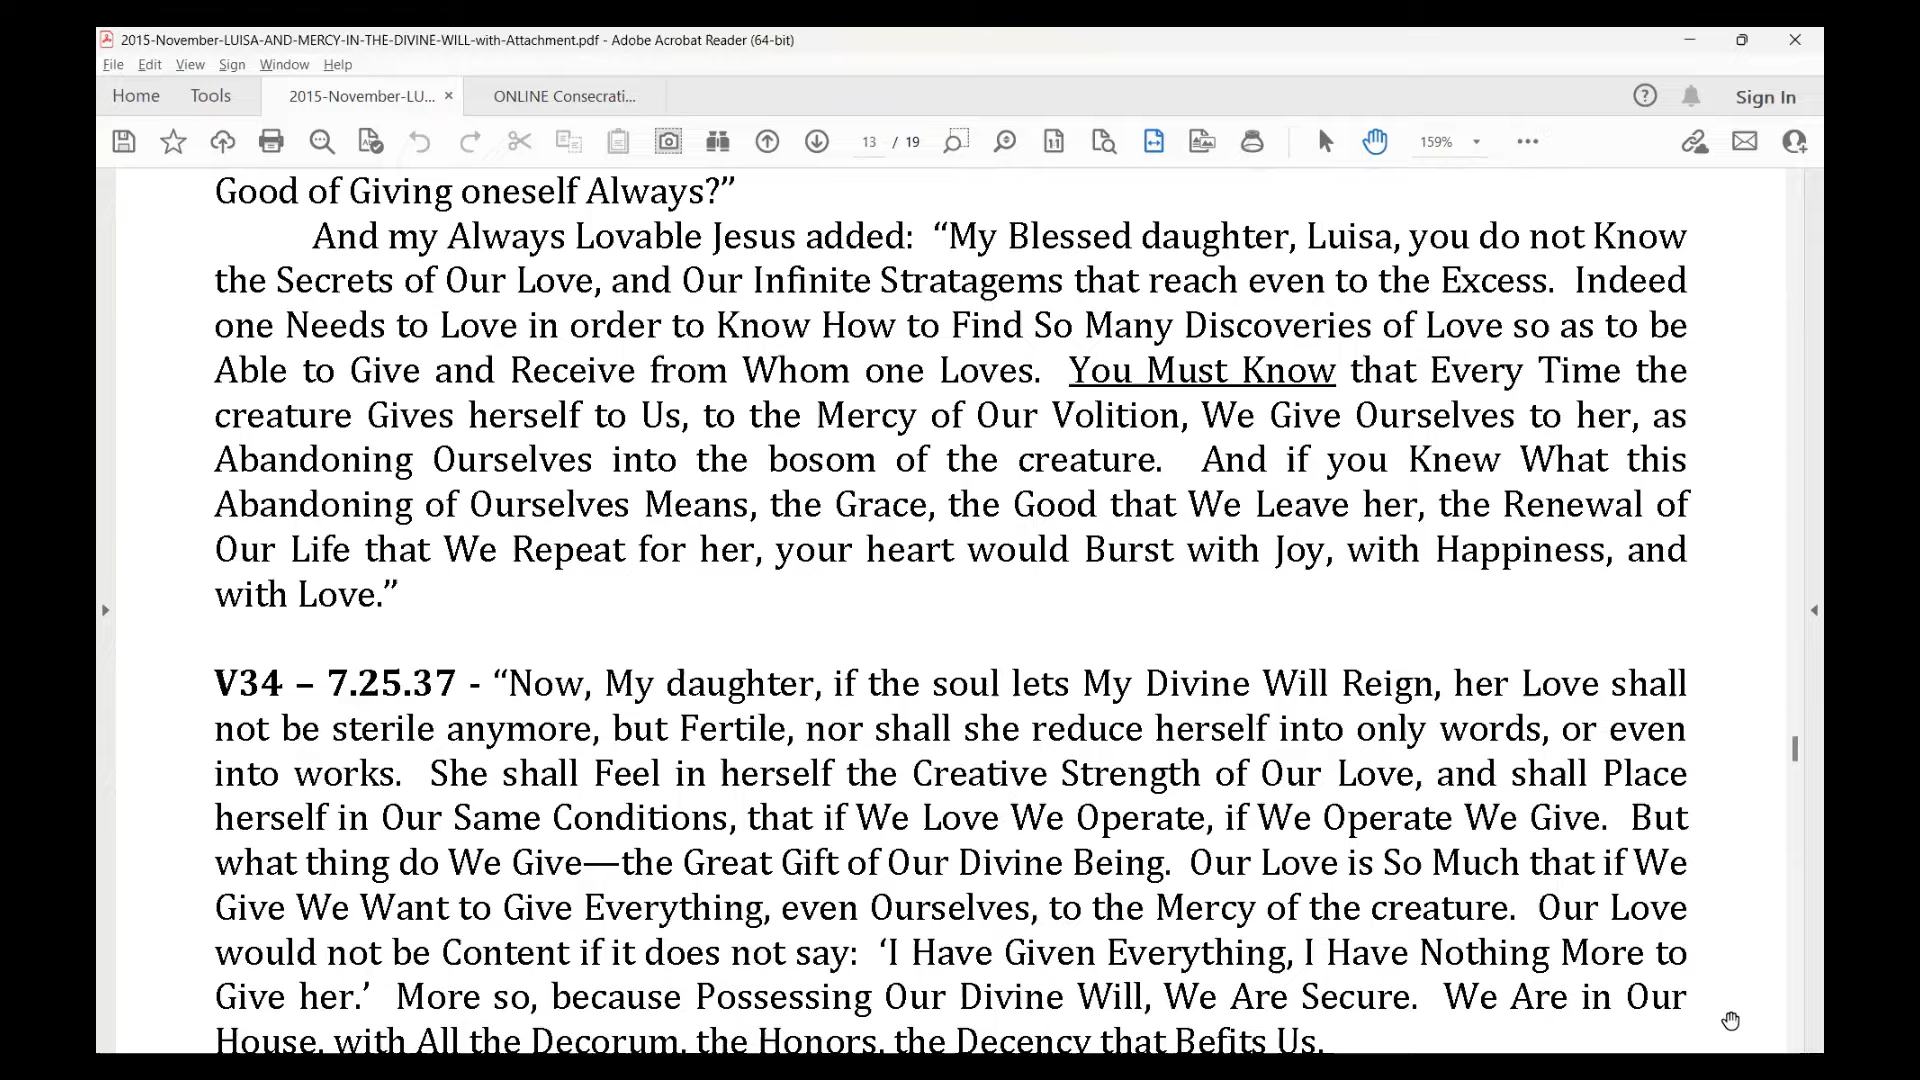 2015-November-LUISA-AND-MERCY-IN-THE-DIVINE-WILL-with-Attachment.pdf - Adobe Acrobat Reader (64-bit)
File Edit View Sign Window Help
Home Tools 2015-November-LU... × ONLINE Consecrati... Sign In
13 / 19 159%
Good of Giving oneself Always?”
And my Always Lovable Jesus added:  “My Blessed daughter, Luisa, you do not Know
the Secrets of Our Love, and Our Infinite Stratagems that reach even to the Excess.  Indeed
one Needs to Love in order to Know How to Find So Many Discoveries of Love so as to be
Able to Give and Receive from Whom one Loves.  You Must Know that Every Time the
creature Gives herself to Us, to the Mercy of Our Volition, We Give Ourselves to her, as
Abandoning Ourselves into the bosom of the creature.  And if you Knew What this
Abandoning of Ourselves Means, the Grace, the Good that We Leave her, the Renewal of
Our Life that We Repeat for her, your heart would Burst with Joy, with Happiness, and
with Love.”
V34 – 7.25.37 - “Now, My daughter, if the soul lets My Divine Will Reign, her Love shall
not be sterile anymore, but Fertile, nor shall she reduce herself into only words, or even
into works.  She shall Feel in herself the Creative Strength of Our Love, and shall Place
herself in Our Same Conditions, that if We Love We Operate, if We Operate We Give.  But
what thing do We Give—the Great Gift of Our Divine Being.  Our Love is So Much that if We
Give We Want to Give Everything, even Ourselves, to the Mercy of the creature.  Our Love
would not be Content if it does not say:  ‘I Have Given Everything, I Have Nothing More to
Give her.’  More so, because Possessing Our Divine Will, We Are Secure.  We Are in Our
House, with All the Decorum, the Honors, the Decency that Befits Us.